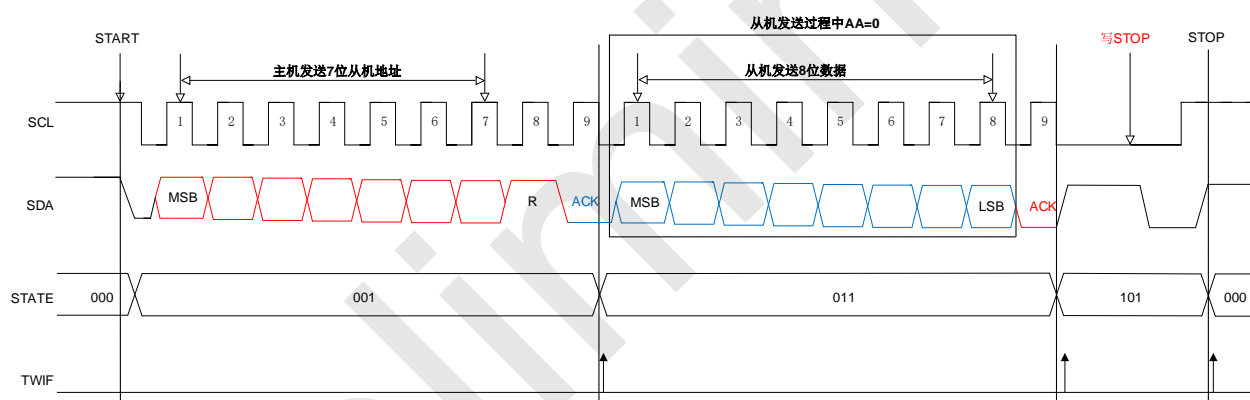 从机发送过程中AA=0
START
写STOP
STOP
主机发送7位从机地址
从机发送8位数据
SCL
1 2 3 4 5 6 7 8 9 1 2 3 4 5 6 7 8 9
SDA
MSB R ACK MSB LSB ACK
STATE 000 001 011 101 000
TWIF